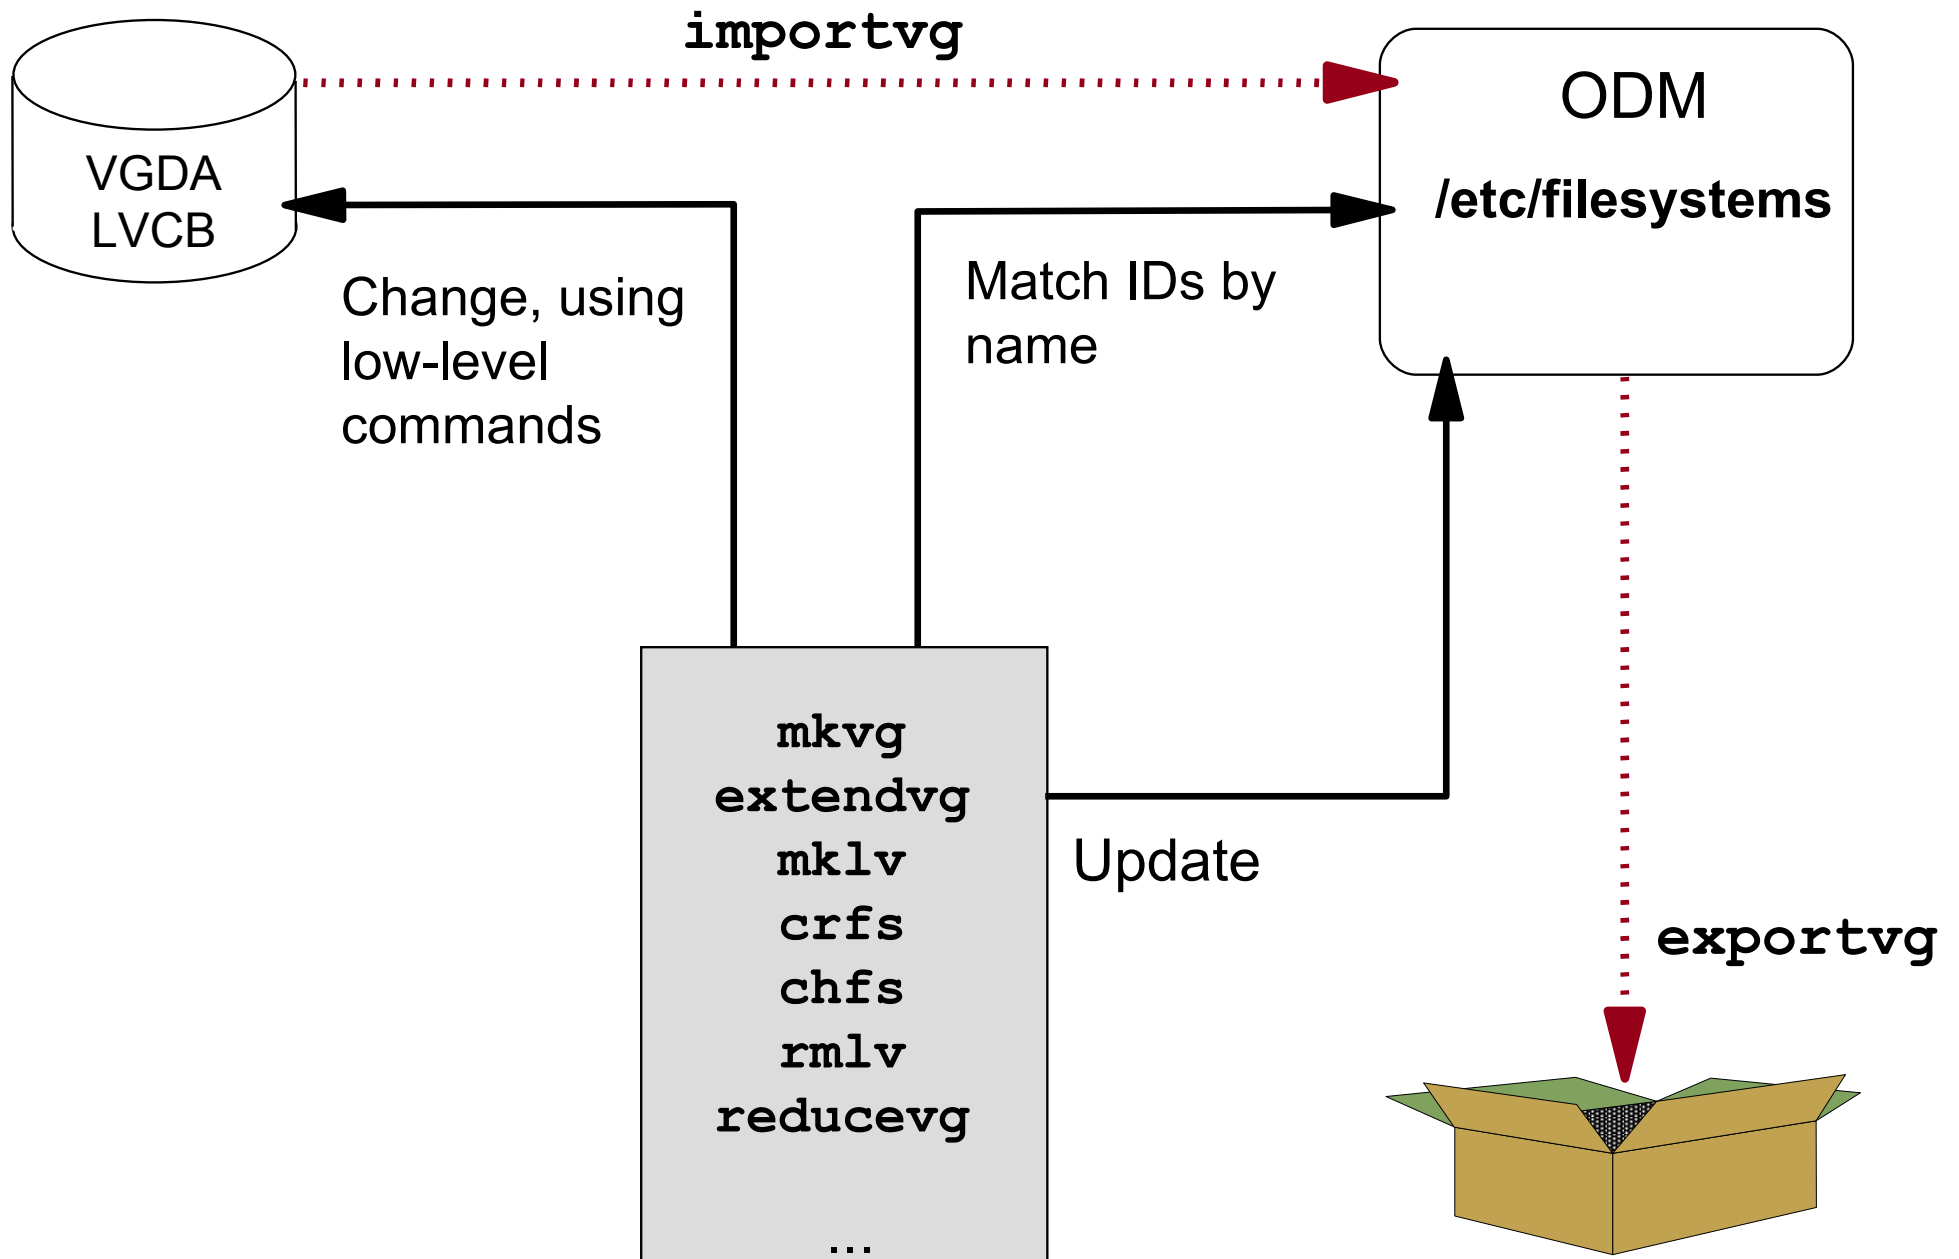 importvg
VGDA
LVCB
ODM
/etc/filesystems
Change, using
low-level
commands
Match IDs by
name
mkvg
extendvg
mklv
crfs
chfs
rmlv
reducevg
...
Update
exportvg